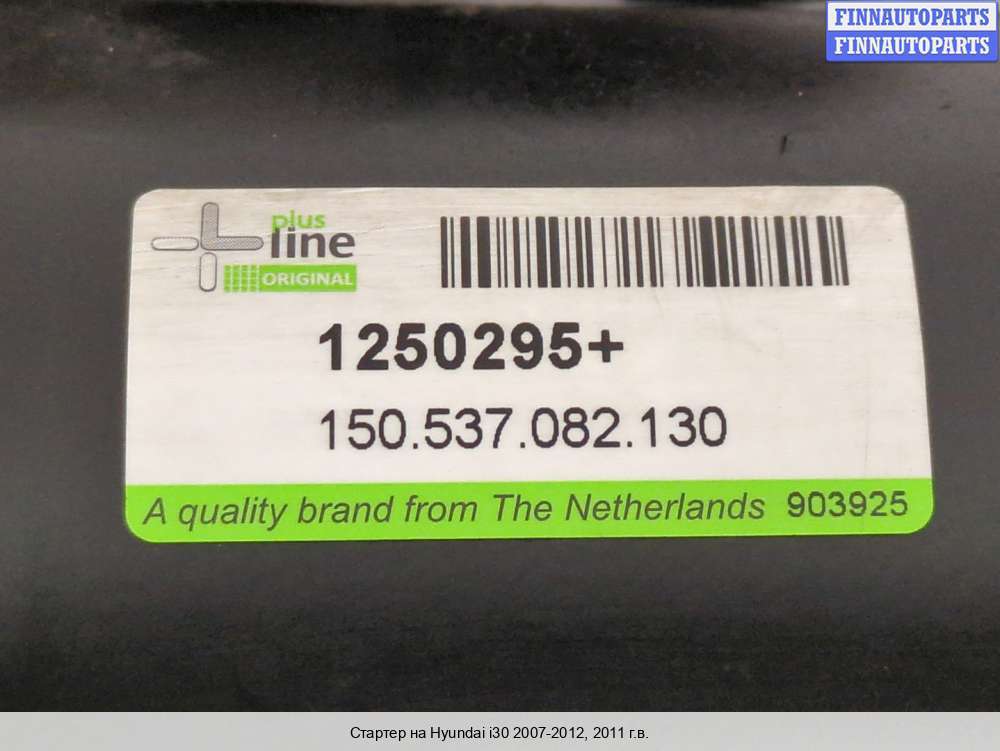 FINNAUTOPARTS
FINNAUTOPARTS
plus
line
ORIGINAL
1250295+
150.537.082.130
A quality brand from The Netherlands 903925
Стартер на Hyundai i30 2007-2012, 2011 г.в.